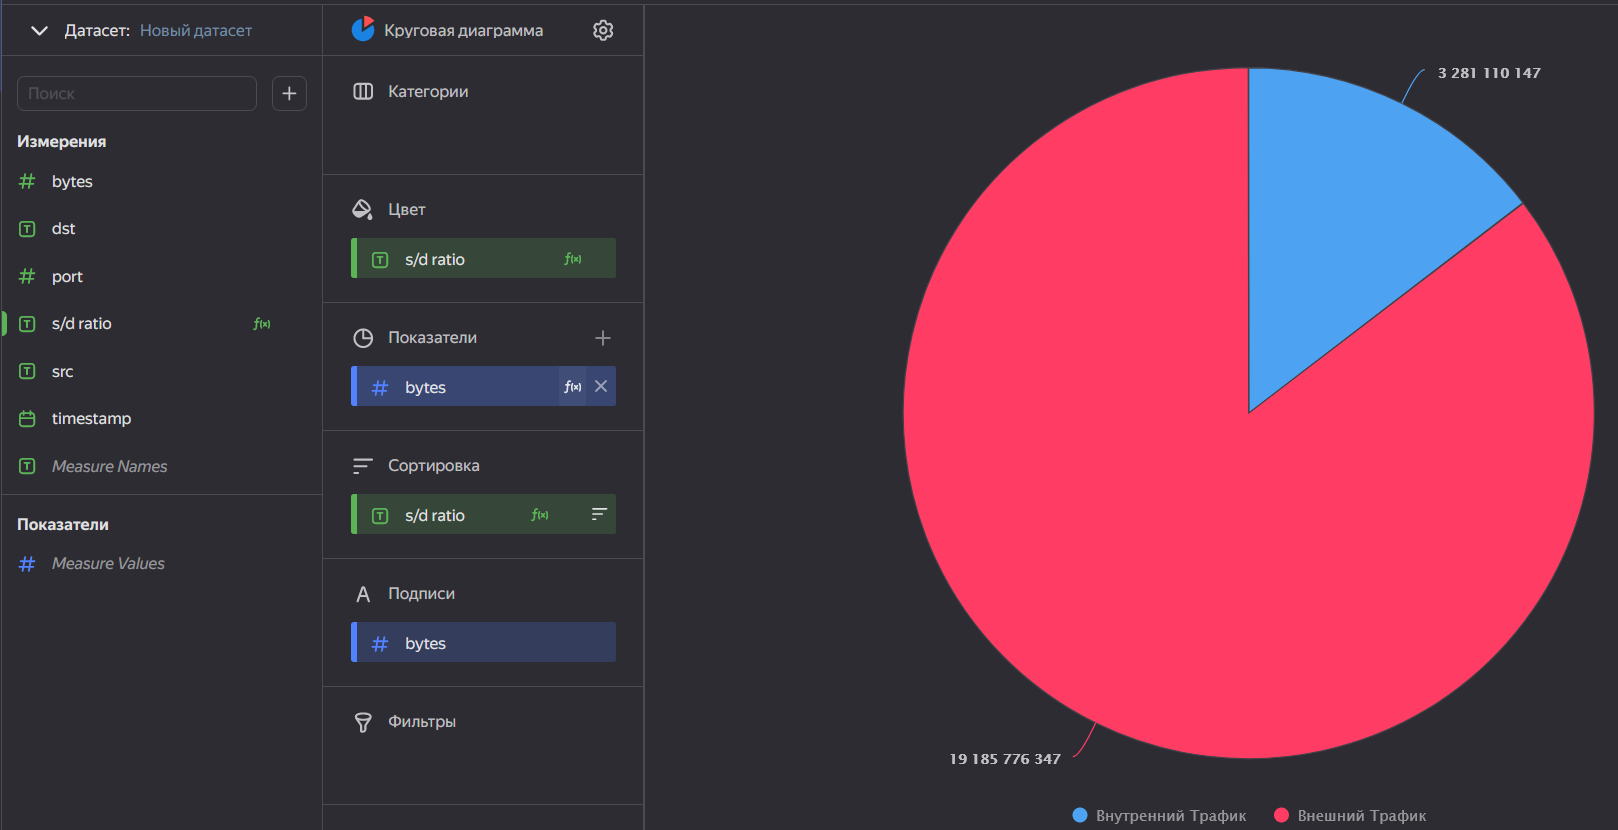 Датасет: Новый датасет
Поиск
Измерения
bytes
dst
port
s/d ratio f(x)
src
timestamp
Measure Names
Показатели
Measure Values
Круговая диаграмма
Категории
Цвет
s/d ratio f(x)
Показатели
bytes f(x)
Сортировка
s/d ratio f(x)
Подписи
bytes
Фильтры
3 281 110 147
19 185 776 347
Внутренний Трафик Внешний Трафик